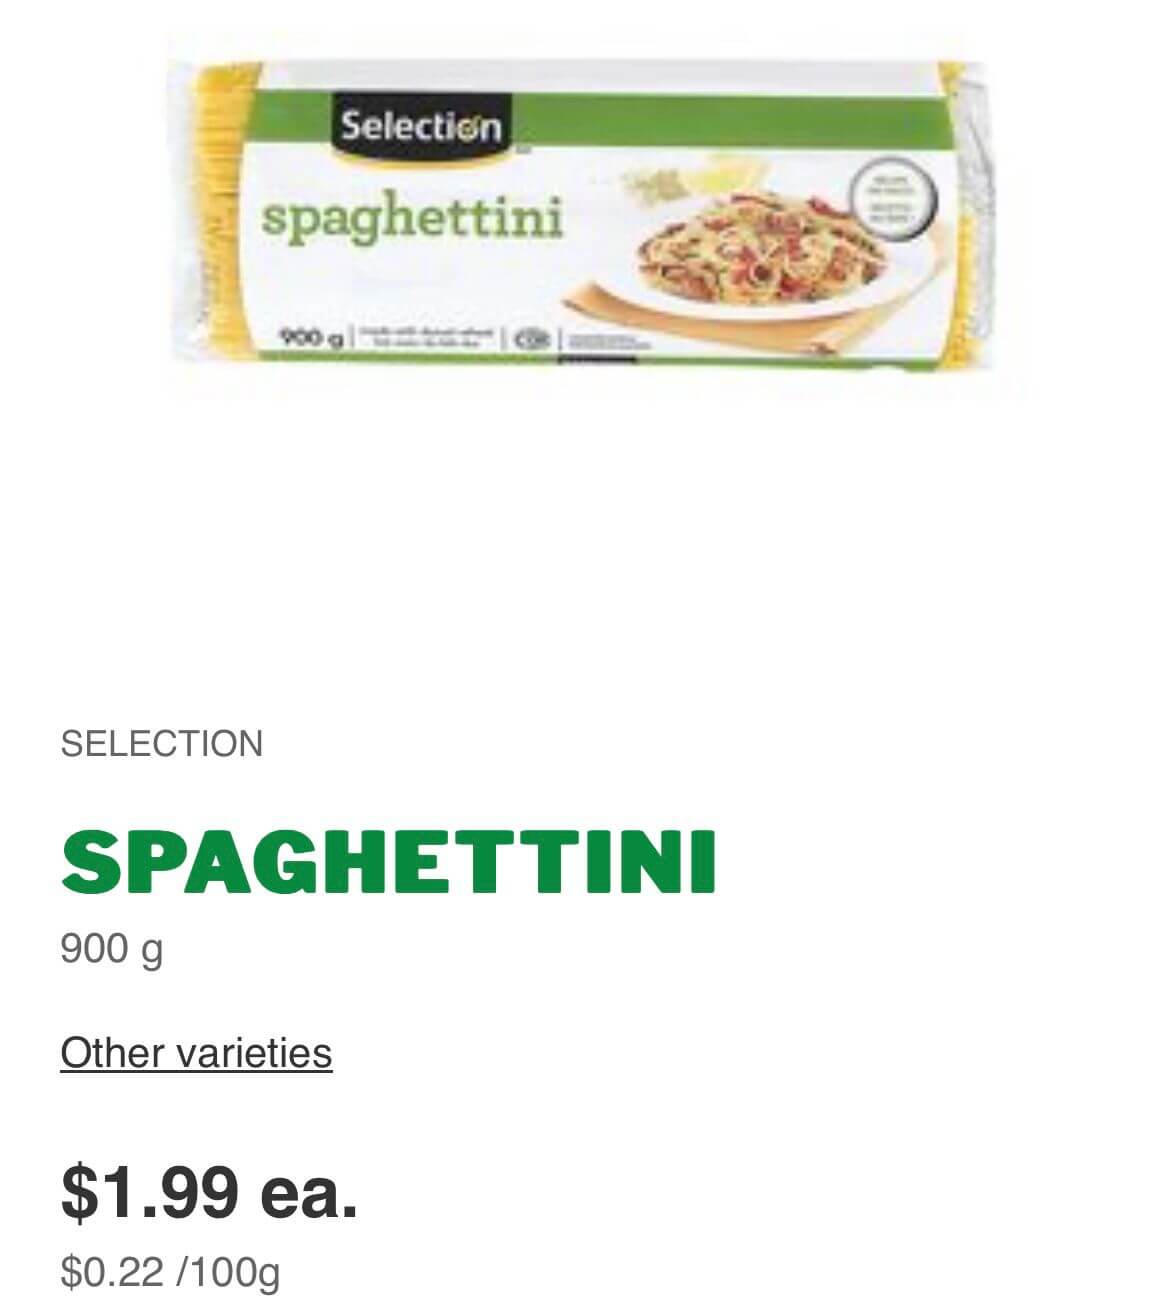 Selection
spaghettini
900 g
SELECTION
SPAGHETTINI
900 g
Other varieties
$1.99 ea.
$0.22 /100g